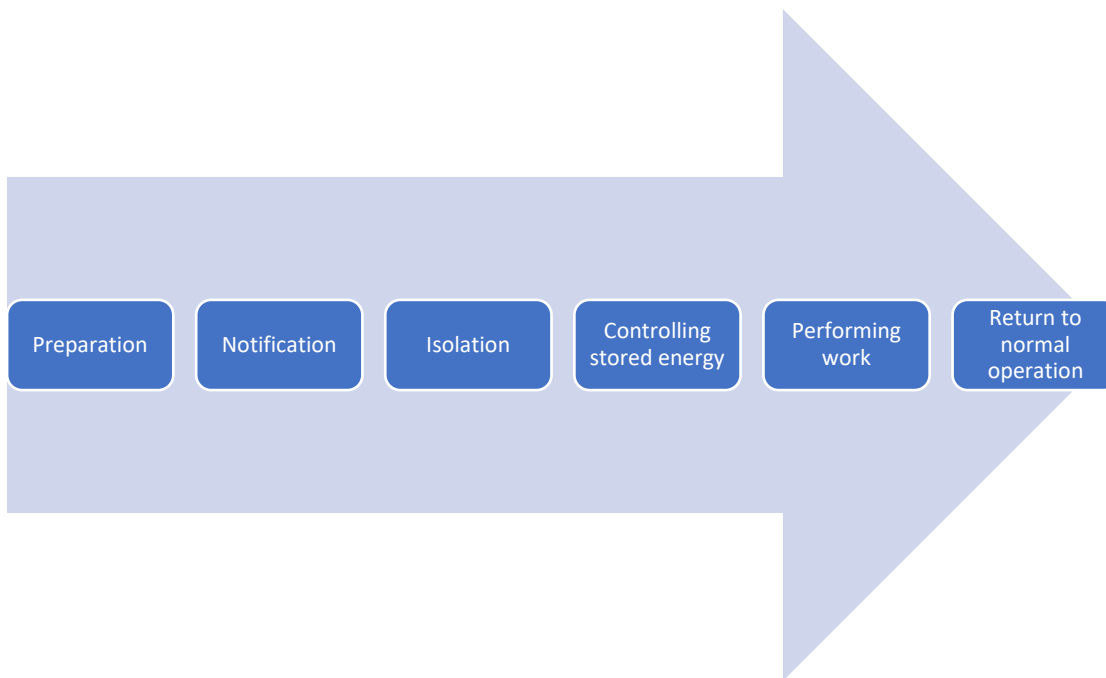 Preparation
Notification
Isolation
Controlling
stored energy
Performing
work
Return to
normal
operation